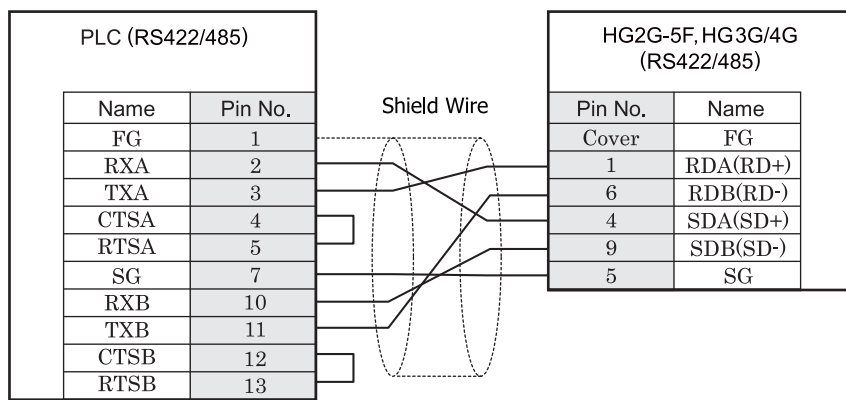 PLC (RS422/485)
Name Pin No.
FG 1
RXA 2
TXA 3
CTSA 4
RTSA 5
SG 7
RXB 10
TXB 11
CTSB 12
RTSB 13
Shield Wire
HG2G-5F, HG3G/4G
(RS422/485)
Pin No. Name
Cover FG
1 RDA(RD+)
6 RDB(RD-)
4 SDA(SD+)
9 SDB(SD-)
5 SG